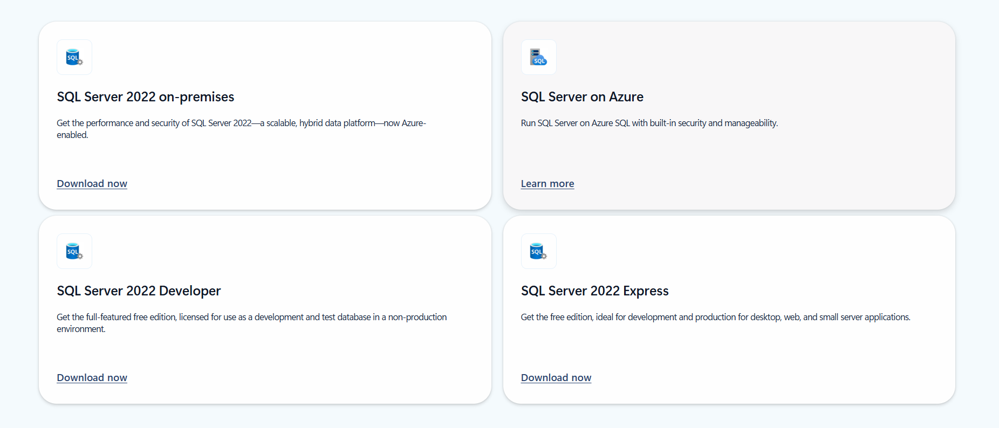 SQL
SQL Server 2022 on-premises
Get the performance and security of SQL Server 2022—a scalable, hybrid data platform—now Azure-
enabled.
Download now
SQL
SQL Server on Azure
Run SQL Server on Azure SQL with built-in security and manageability.
Learn more
SQL
SQL Server 2022 Developer
Get the full-featured free edition, licensed for use as a development and test database in a non-production
environment.
Download now
SQL
SQL Server 2022 Express
Get the free edition, ideal for development and production for desktop, web, and small server applications.
Download now